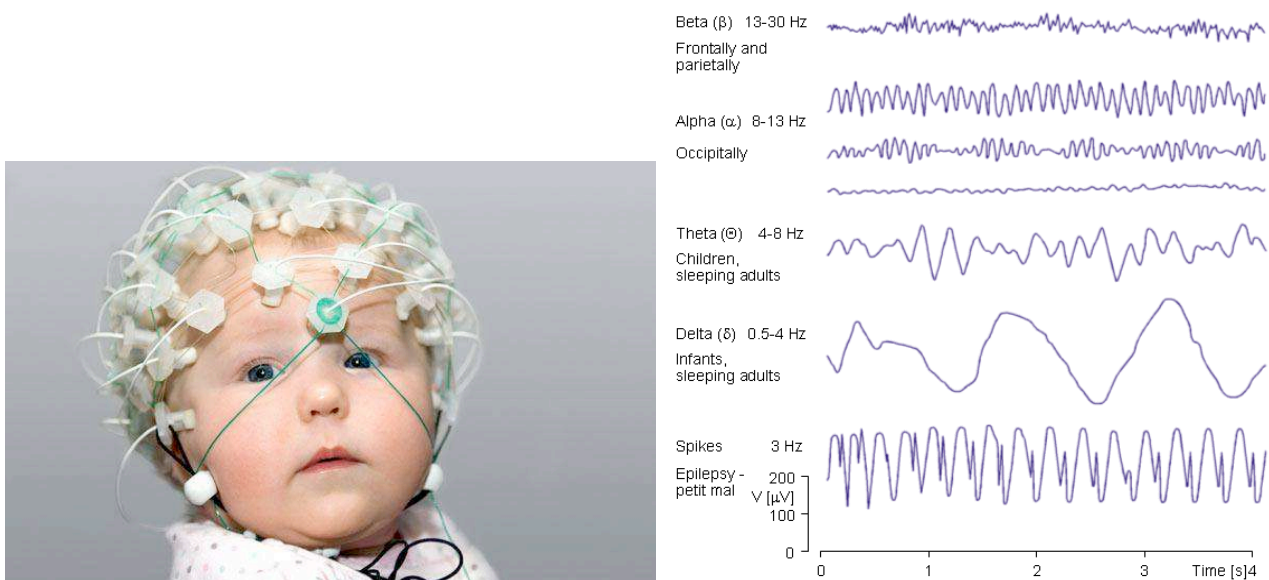 Beta (β) 13-30 Hz
Frontally and
parietally
Alpha (α) 8-13 Hz
Occipitally
Theta (Θ) 4-8 Hz
Children,
sleeping adults
Delta (δ) 0.5-4 Hz
Infants,
sleeping adults
Spikes 3 Hz
Epilepsy -
petit mal
200
V [μV]
100
0
0 1 2 3 Time [s]4